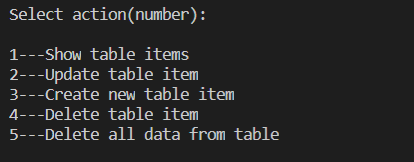 Select action(number):
1---Show table items
2---Update table item
3---Create new table item
4---Delete table item
5---Delete all data from table